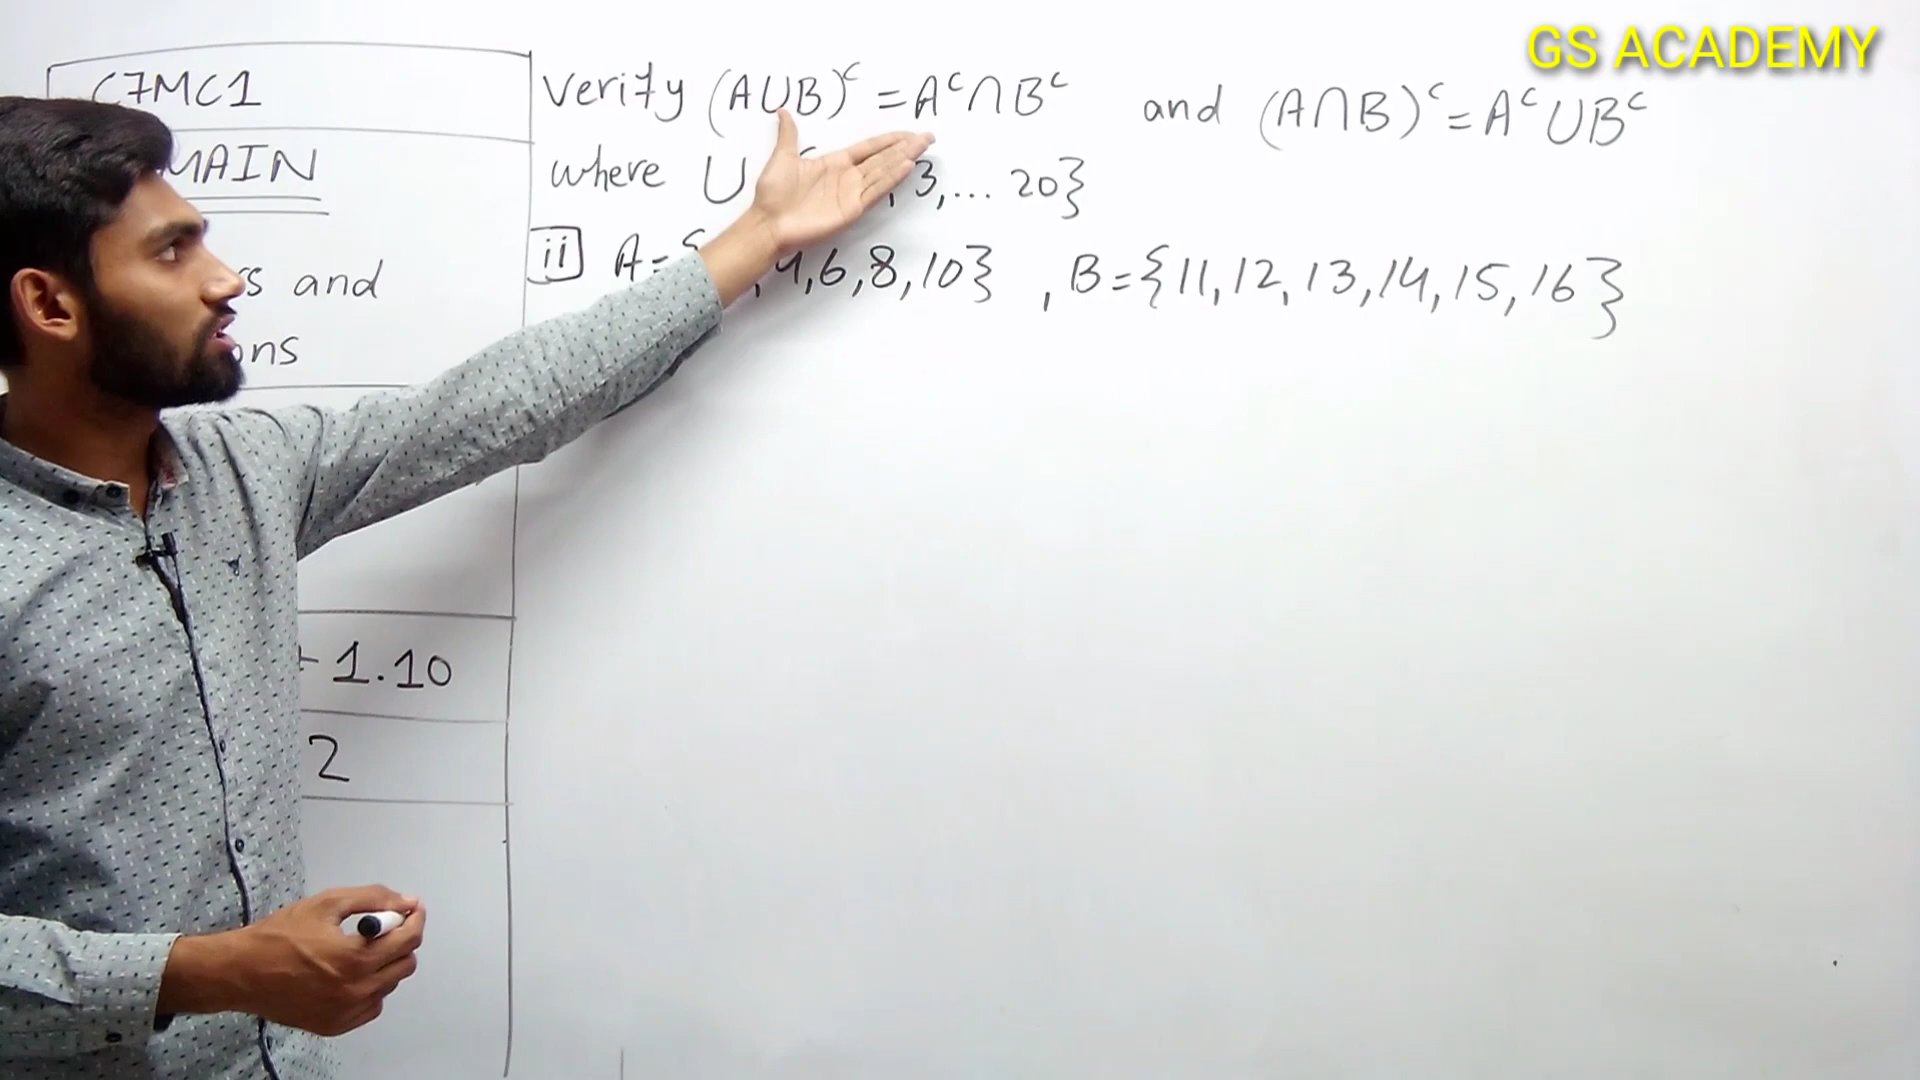 GS ACADEMY
C7MC1
MAIN
and
1.10
2
Verify (A∪B)ᶜ = Aᶜ∩Bᶜ and (A∩B)ᶜ = Aᶜ∪Bᶜ
where U , 3, ... 20}
ii A={ , 4, 6, 8, 10} , B={11, 12, 13, 14, 15, 16}